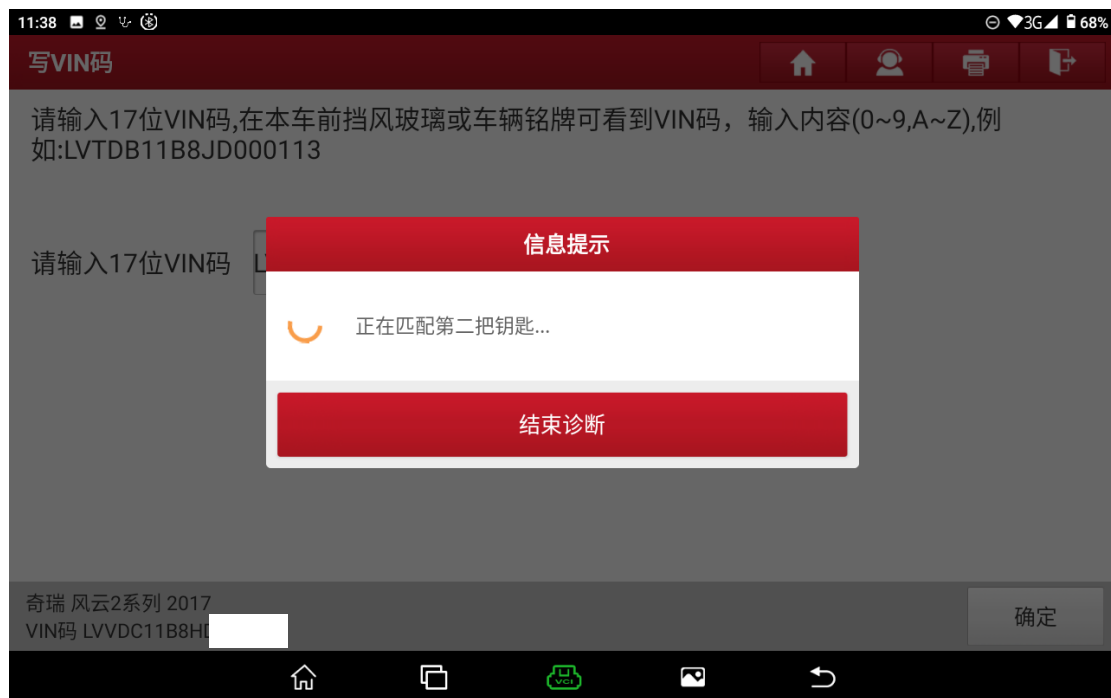 11:38
3G 68%
写VIN码
请输入17位VIN码,在本车前挡风玻璃或车辆铭牌可看到VIN码，输入内容(0~9,A~Z),例
如:LVTDB11B8JD000113
信息提示
请输入17位VIN码
正在匹配第二把钥匙...
结束诊断
奇瑞 风云2系列 2017
VIN码 LVVDC11B8H
确定
VCI